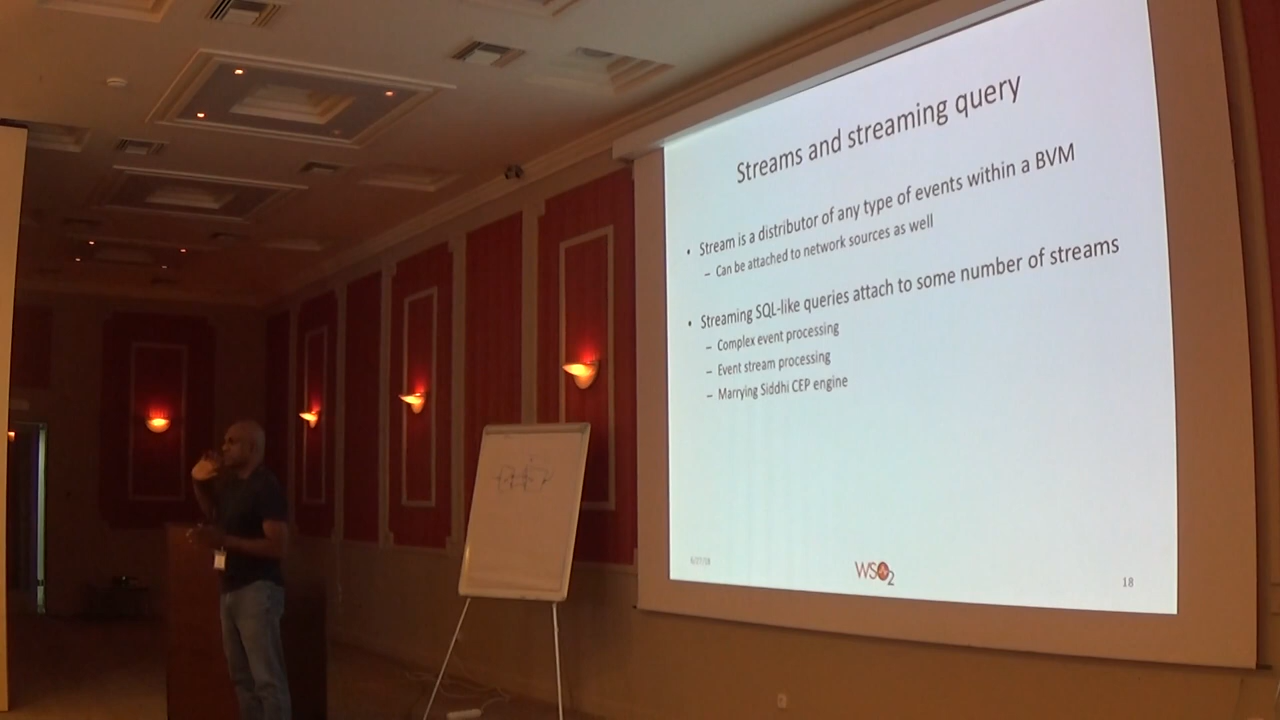 Streams and streaming query
• Stream is a distributor of any type of events within a BVM
– Can be attached to network sources as well
• Streaming SQL-like queries attach to some number of streams
– Complex event processing
– Event stream processing
– Marrying Siddhi CEP engine
WSO2
18